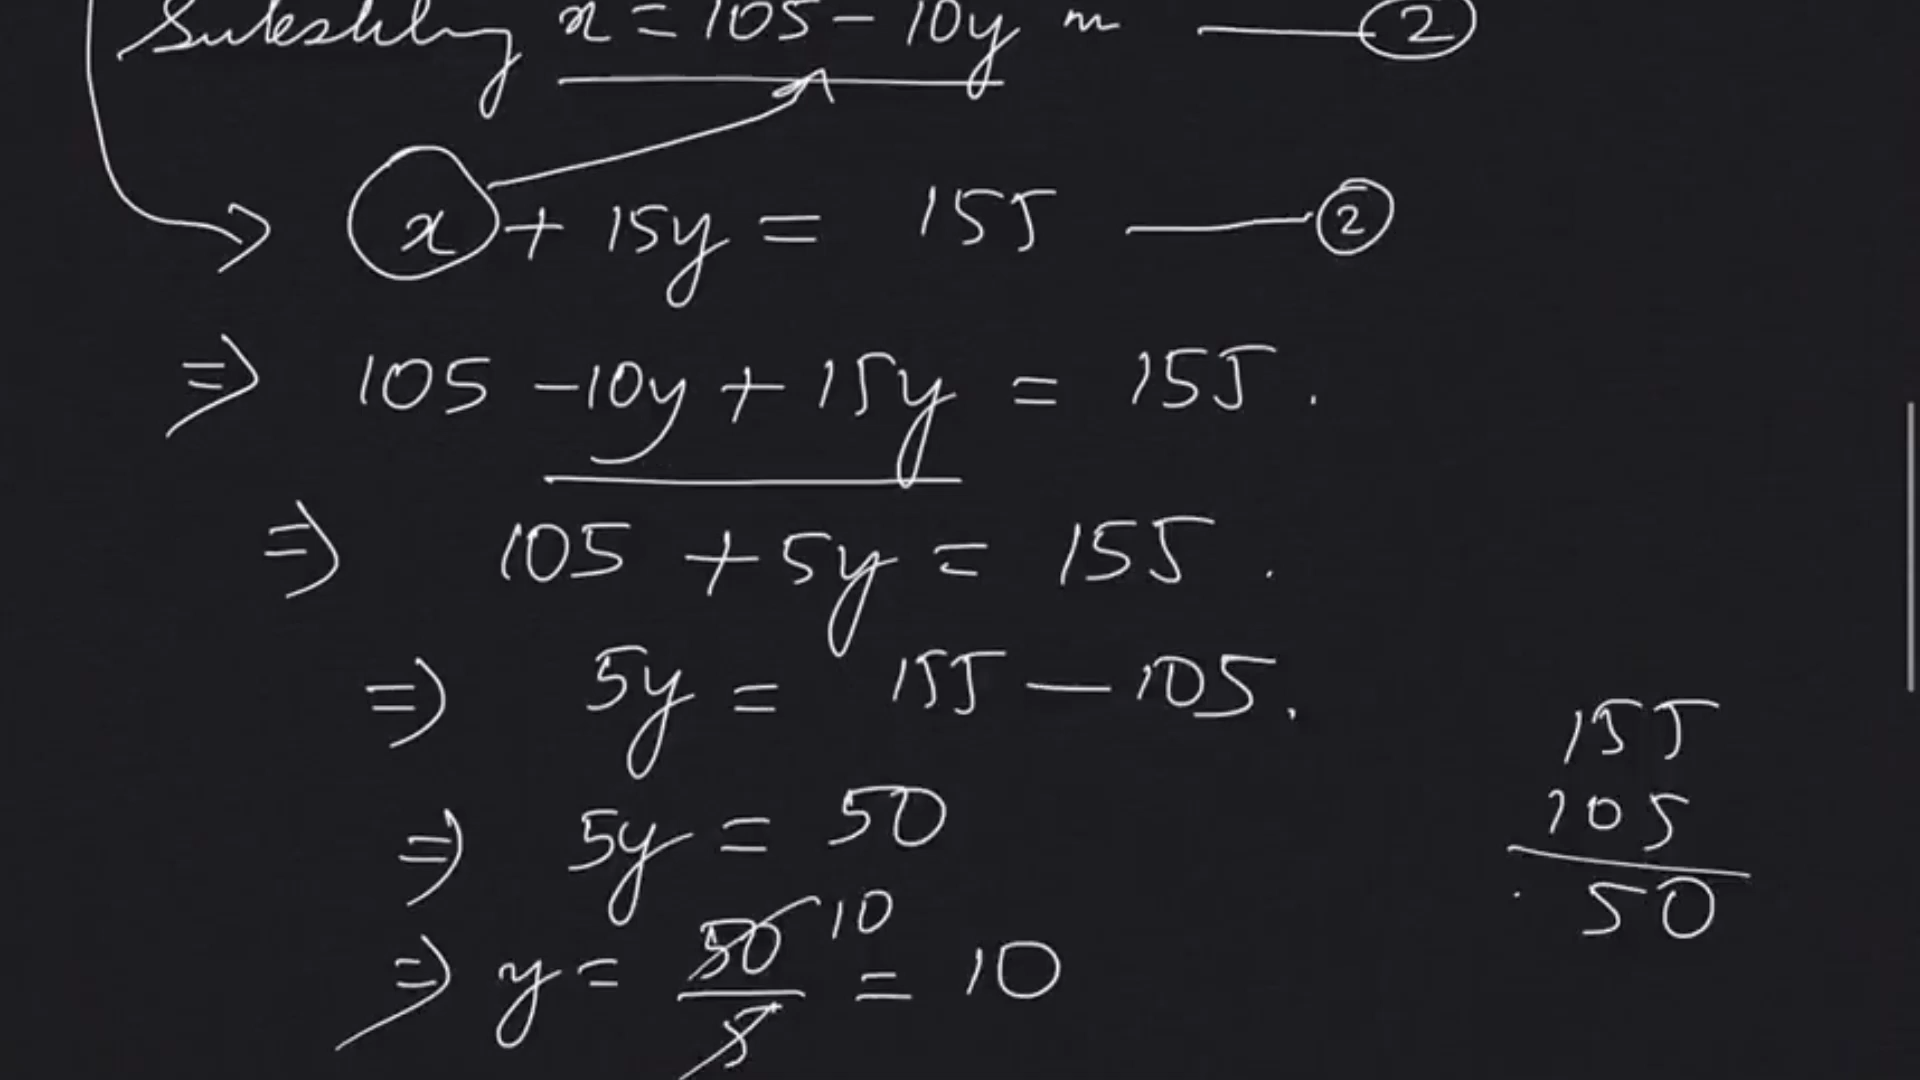 Substituting x = 105 - 10y in ——— ②
x + 15y = 155 ——— ②
⇒ 105 - 10y + 15y = 155.
⇒ 105 + 5y = 155.
⇒ 5y = 155 - 105.
⇒ 5y = 50
⇒ y = 50/5 10 = 10
155
105
50